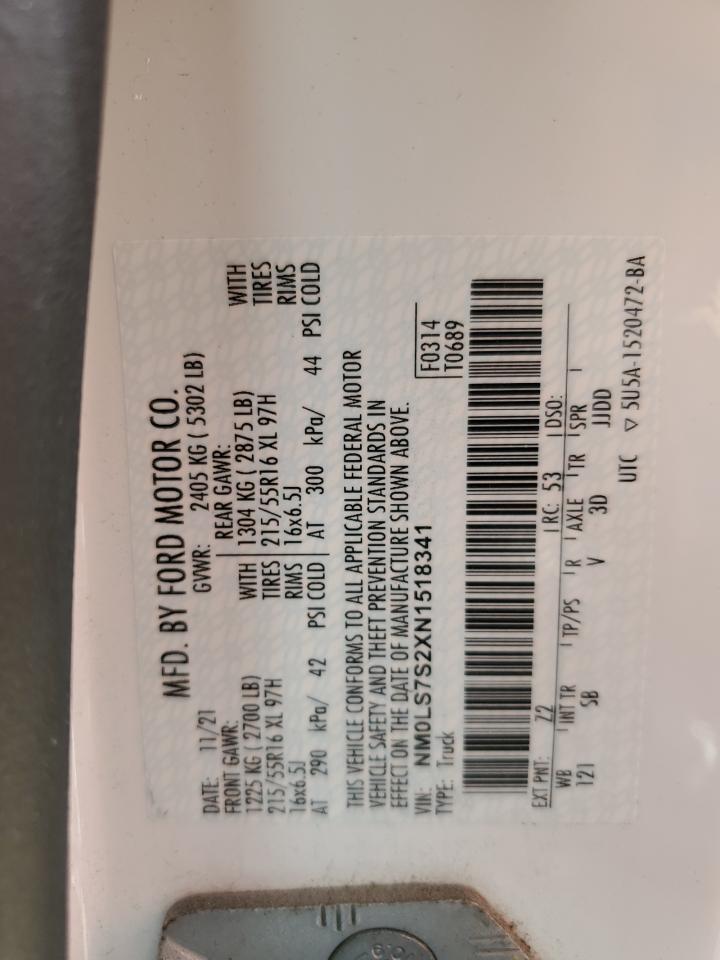 MFD. BY FORD MOTOR CO.
DATE: 11/21 GVWR: 2405 KG ( 5302 LB)
FRONT GAWR: REAR GAWR:
1225 KG ( 2700 LB) WITH 1304 KG ( 2875 LB) WITH
215/55R16 XL 97H TIRES 215/55R16 XL 97H TIRES
16x6.5J RIMS 16x6.5J RIMS
AT 290 kPa/ 42 PSI COLD AT 300 kPa/ 44 PSI COLD
THIS VEHICLE CONFORMS TO ALL APPLICABLE FEDERAL MOTOR
VEHICLE SAFETY AND THEFT PREVENTION STANDARDS IN
EFFECT ON THE DATE OF MANUFACTURE SHOWN ABOVE.
VIN: NM0LS7S2XN1518341 F0314
TYPE: Truck T0689
EXT PNT: Z2 RC: 53 DSO:
WB INT TR TP/PS R AXLE TR SPR
121 SB V 3D JJDD
UTC ▽ 5U5A-1520472-BA